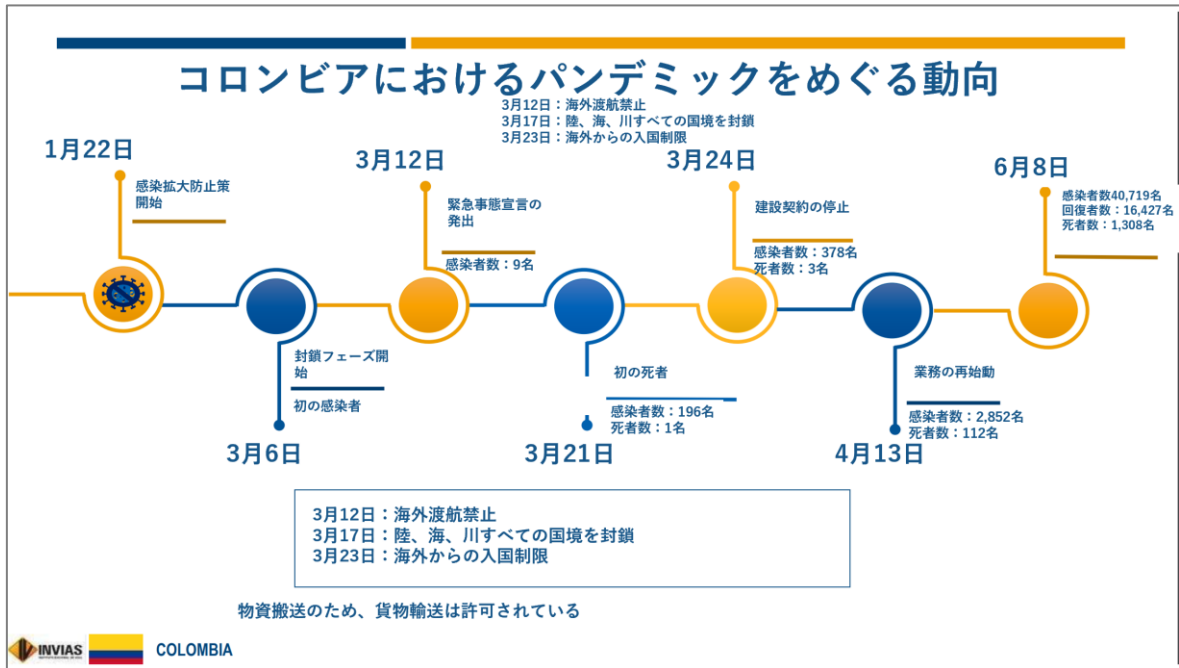 コロンビアにおけるパンデミックをめぐる動向
3月12日：海外渡航禁止
3月17日：陸、海、川すべての国境を封鎖
3月23日：海外からの入国制限
1月22日
感染拡大防止策
開始
3月6日
封鎖フェーズ開
始
初の感染者
3月12日
緊急事態宣言の
発出
感染者数：9名
3月21日
初の死者
感染者数：196名
死者数：1名
3月24日
建設契約の停止
感染者数：378名
死者数：3名
4月13日
業務の再始動
感染者数：2,852名
死者数：112名
6月8日
感染者数40,719名
回復者数：16,427名
死者数：1,308名
3月12日：海外渡航禁止
3月17日：陸、海、川すべての国境を封鎖
3月23日：海外からの入国制限
物資搬送のため、貨物輸送は許可されている
INVIAS
COLOMBIA